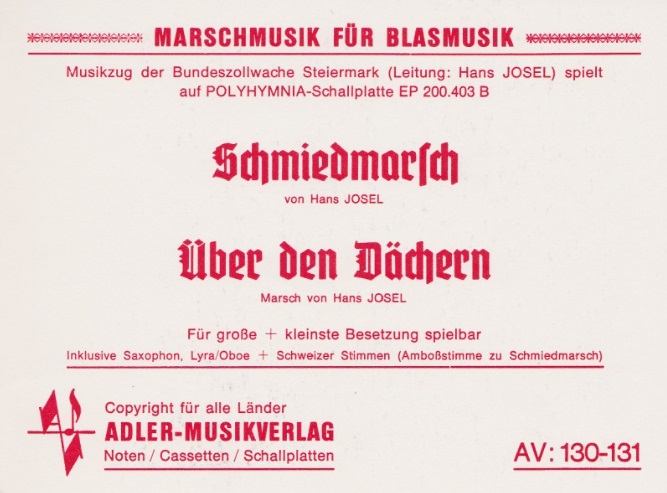 MARSCHMUSIK FÜR BLASMUSIK
Musikzug der Bundeszollwache Steiermark (Leitung: Hans JOSEL) spielt
auf POLYHYMNIA-Schallplatte EP 200.403 B
Schmiedmarsch
von Hans JOSEL
Über den Dächern
Marsch von Hans JOSEL
Für große + kleinste Besetzung spielbar
Inklusive Saxophon, Lyra/Oboe + Schweizer Stimmen (Amboßstimme zu Schmiedmarsch)
Copyright für alle Länder
ADLER-MUSIKVERLAG
Noten / Cassetten / Schallplatten
AV: 130-131